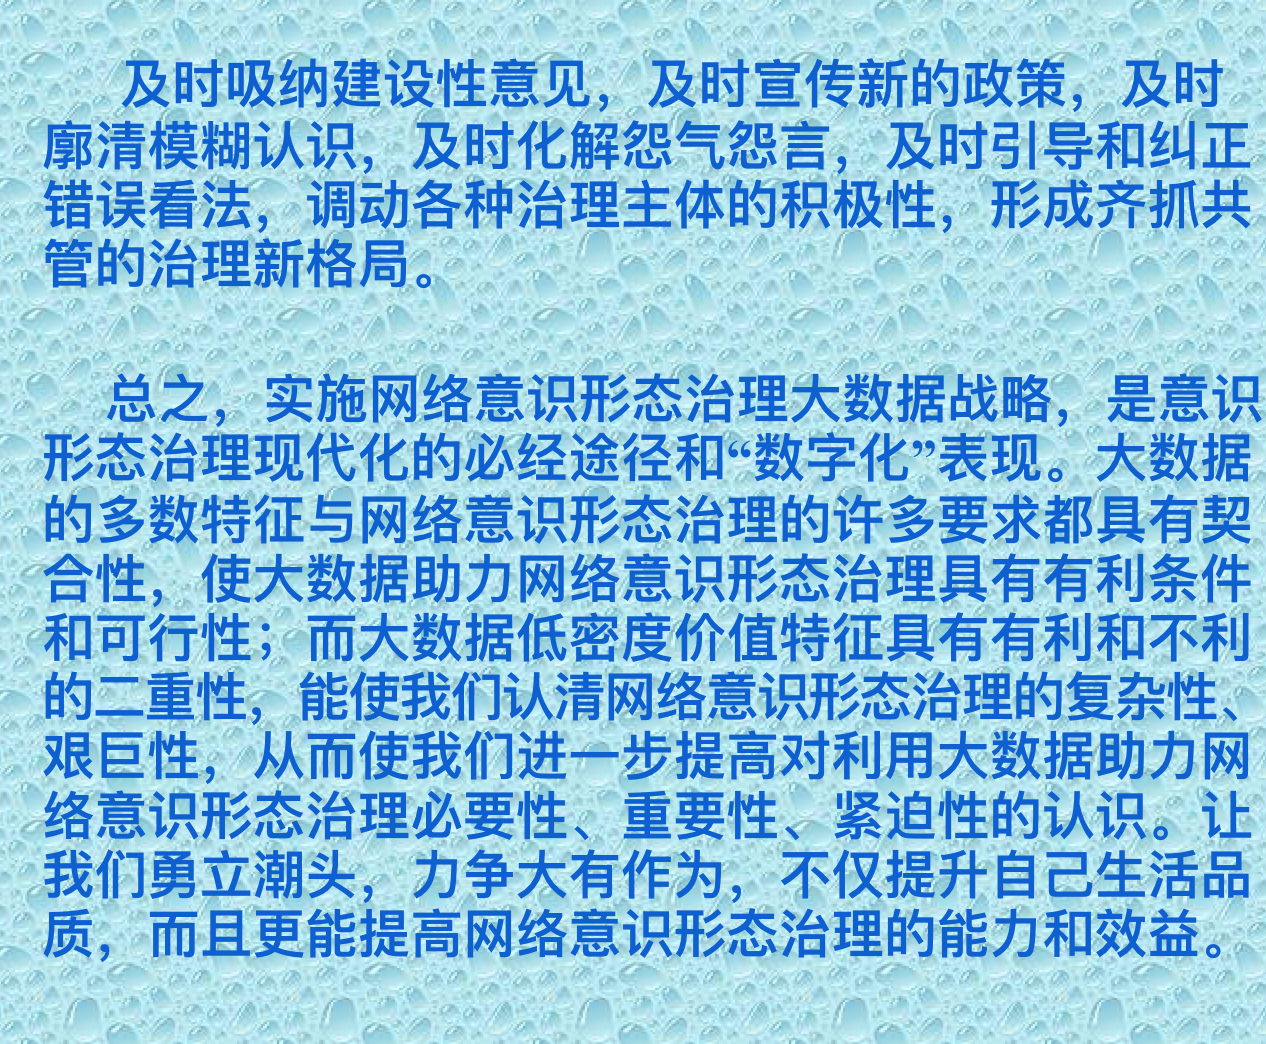 及时吸纳建设性意见，及时宣传新的政策，及时
廓清模糊认识，及时化解怨气怨言，及时引导和纠正
错误看法，调动各种治理主体的积极性，形成齐抓共
管的治理新格局。
总之，实施网络意识形态治理大数据战略，是意识
形态治理现代化的必经途径和“数字化”表现。大数据
的多数特征与网络意识形态治理的许多要求都具有契
合性，使大数据助力网络意识形态治理具有有利条件
和可行性；而大数据低密度价值特征具有有利和不利
的二重性，能使我们认清网络意识形态治理的复杂性、
艰巨性，从而使我们进一步提高对利用大数据助力网
络意识形态治理必要性、重要性、紧迫性的认识。让
我们勇立潮头，力争大有作为，不仅提升自己生活品
质，而且更能提高网络意识形态治理的能力和效益。